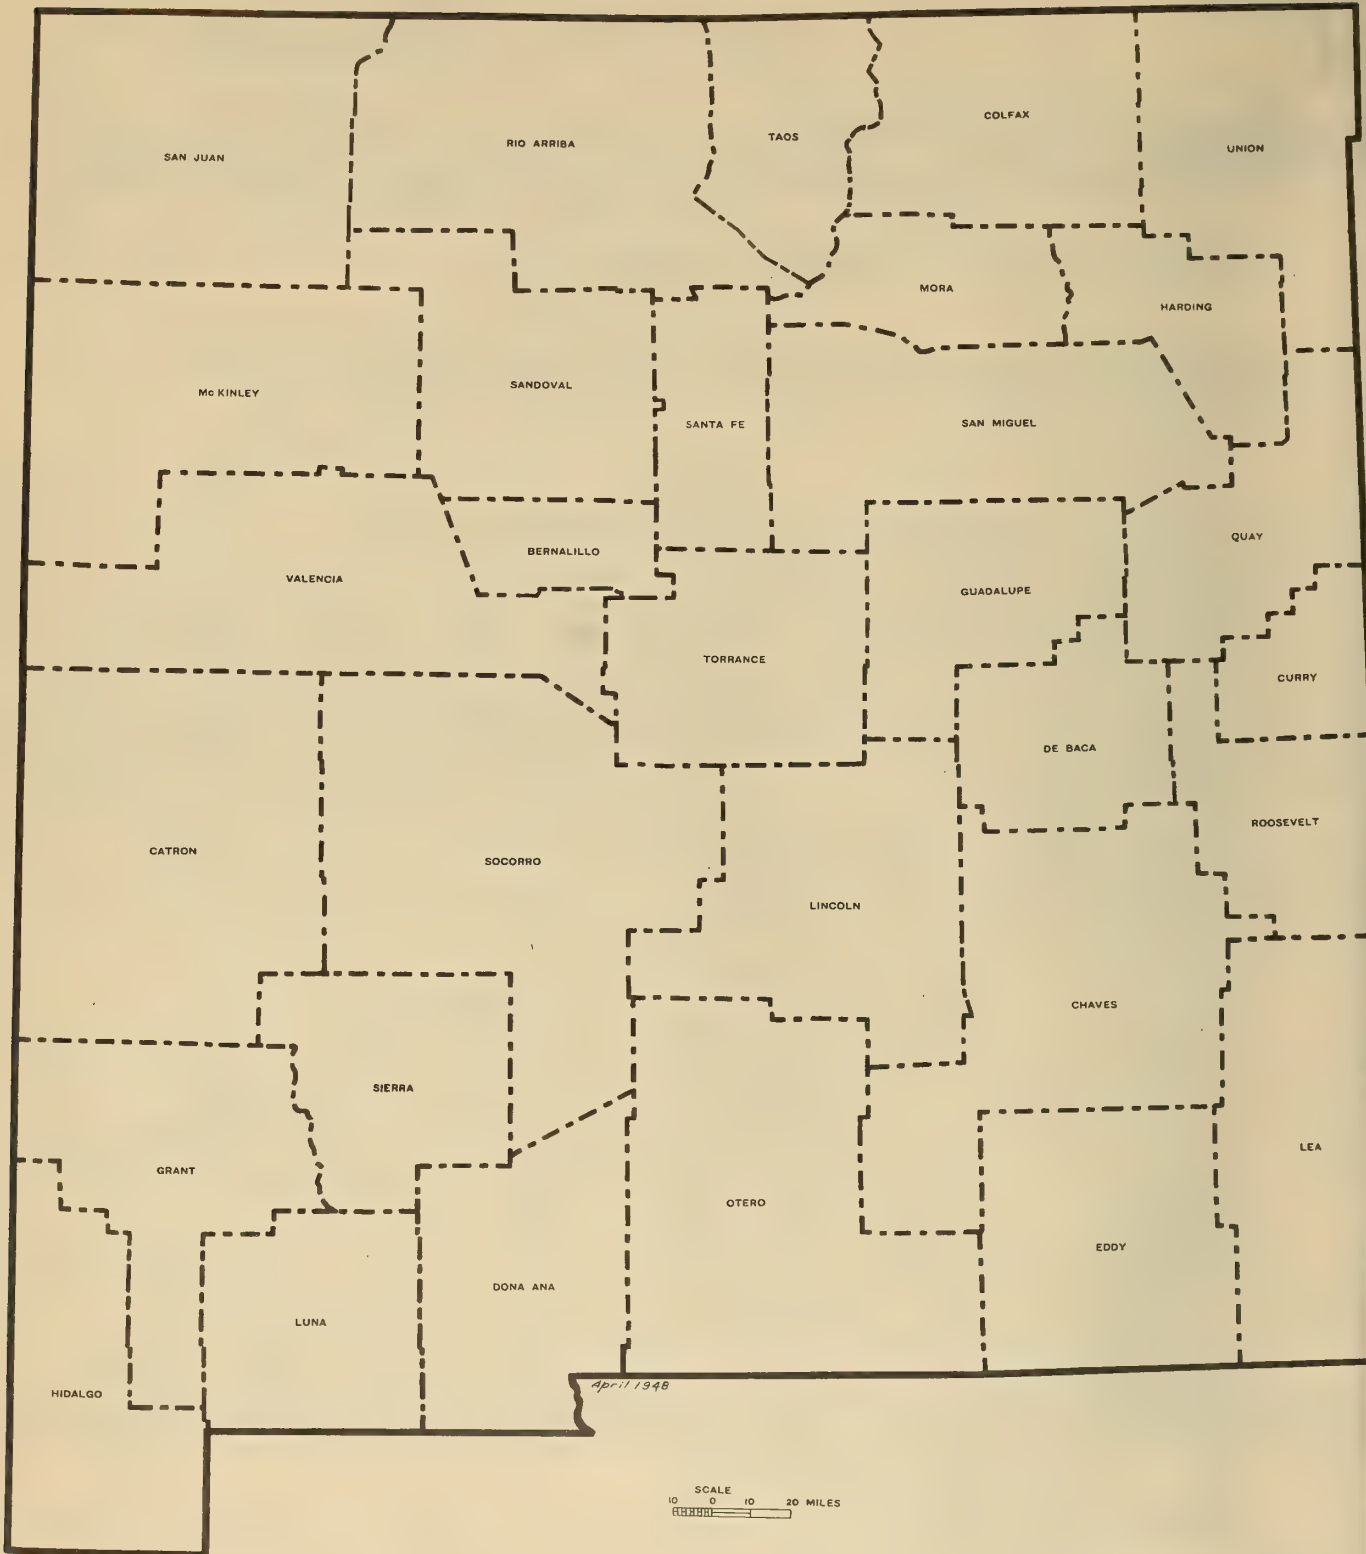 COLFAX
TAOS
RIO ARRIBA
UNION
SAN JUAN
MORA
HARDING
SANDOVAL
Mc KINLEY
SAN MIGUEL
SANTA FE
QUAY
BERNALILLO
VALENCIA
GUADALUPE
TORRANCE
CURRY
DE BACA
ROOSEVELT
CATRON
SOCORRO
LINCOLN
CHAVES
SIERRA
LEA
GRANT
OTERO
EDDY
DONA ANA
LUNA
HIDALGO
April 1948
SCALE
10 0 10 20 MILES